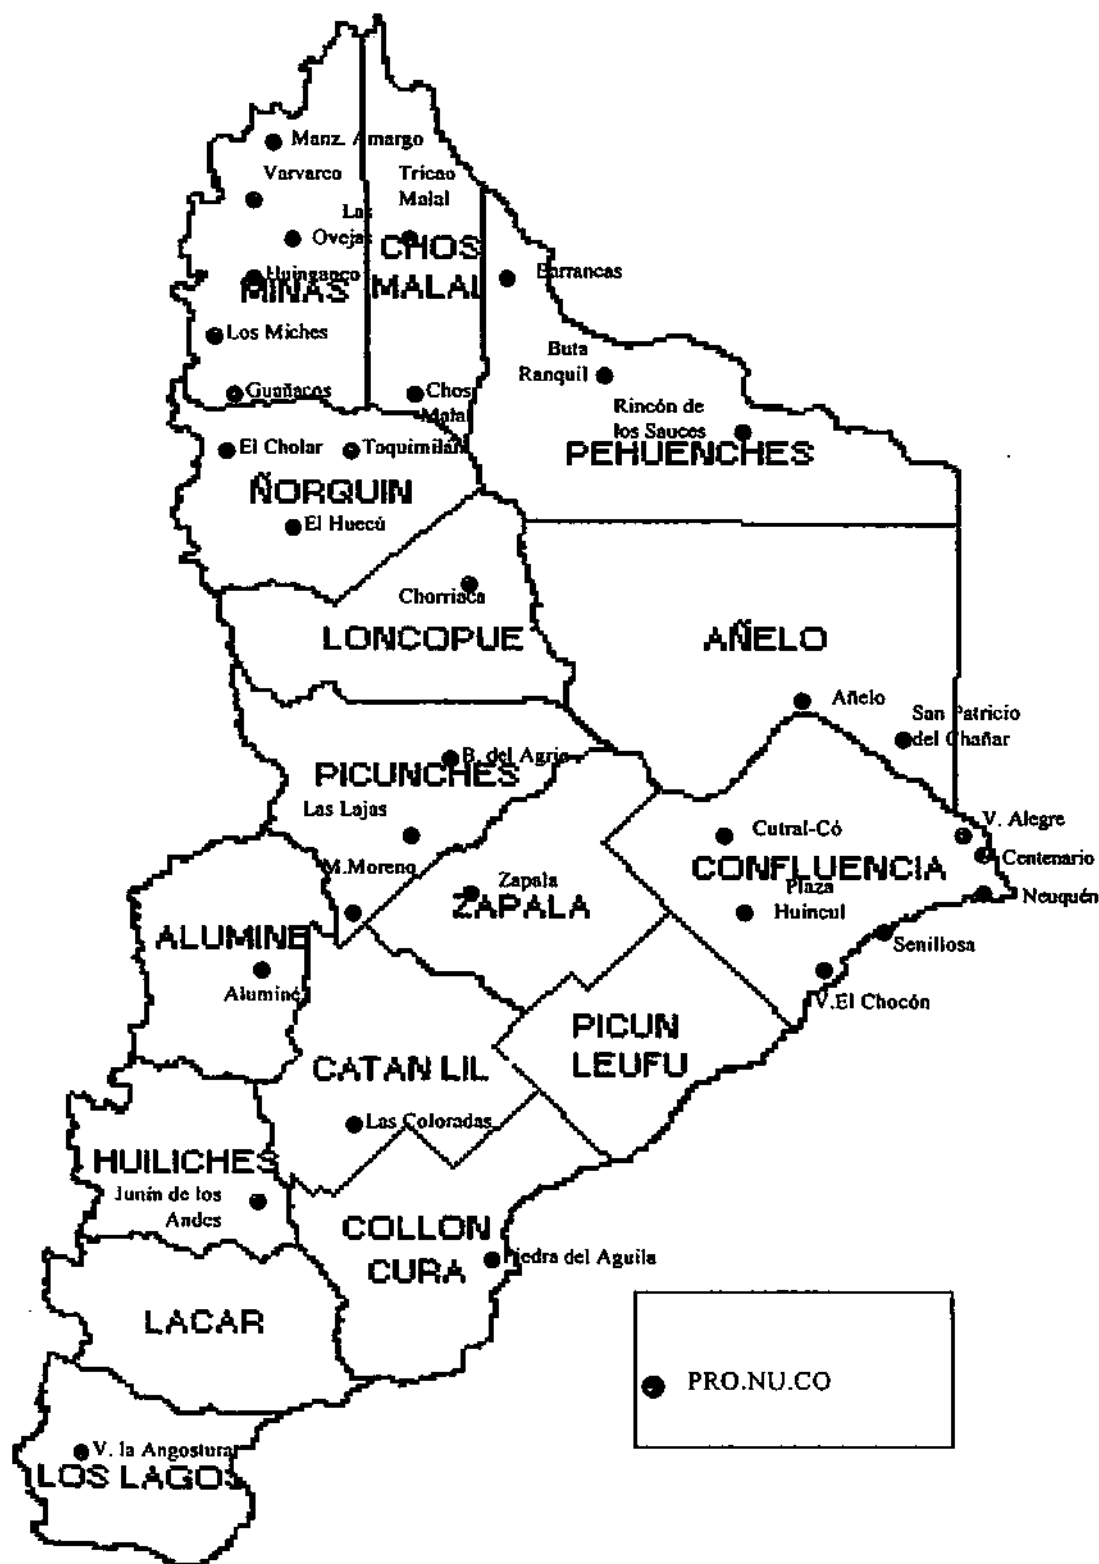 Manz. Amargo
Varvarco
Tricao
Malal
Las
Ovejas
CHOS
MALAL
Huinganco
MINAS
Barrancas
Los Miches
Buta
Ranquil
Guañacos
Chos
Malal
Rincón de
los Sauces
PEHUENCHES
El Cholar
Taquimilán
ÑORQUIN
El Huecú
Chorriaca
LONCOPUE
AÑELO
Añelo
San Patricio
del Chañar
B. del Agrio
PICUNCHES
Las Lajas
V. Alegre
Cutral-Có
Centenario
CONFLUENCIA
M.Moreno
Zapala
ZAPALA
Plaza
Huincul
Neuquén
ALUMINE
Senillosa
Aluminé
V.El Chocón
PICUN
LEUFU
CATAN LIL
Las Coloradas
HUILICHES
Junín de los
Andes
COLLON
CURA
Piedra del Aguila
LACAR
PRO.NU.CO
V. la Angostura
LOS LAGOS